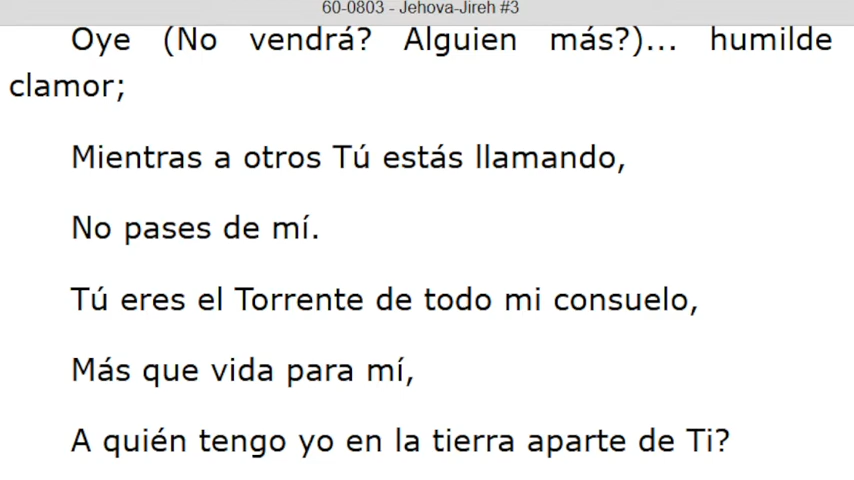 60-0803 - Jehova-Jireh #3
Oye (No vendrá? Alguien más?)... humilde
clamor;
Mientras a otros Tú estás llamando,
No pases de mí.
Tú eres el Torrente de todo mi consuelo,
Más que vida para mí,
A quién tengo yo en la tierra aparte de Ti?